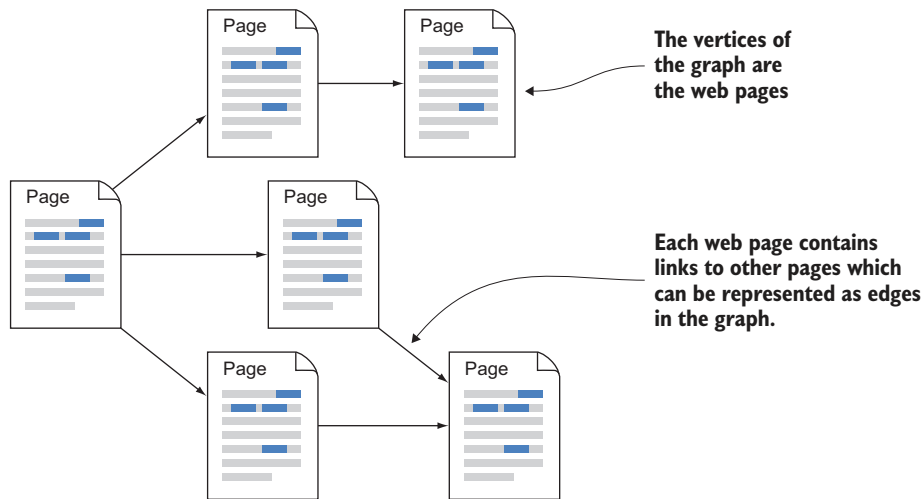 Page
Page
The vertices of
the graph are
the web pages
Page
Page
Each web page contains
links to other pages which
can be represented as edges
in the graph.
Page
Page